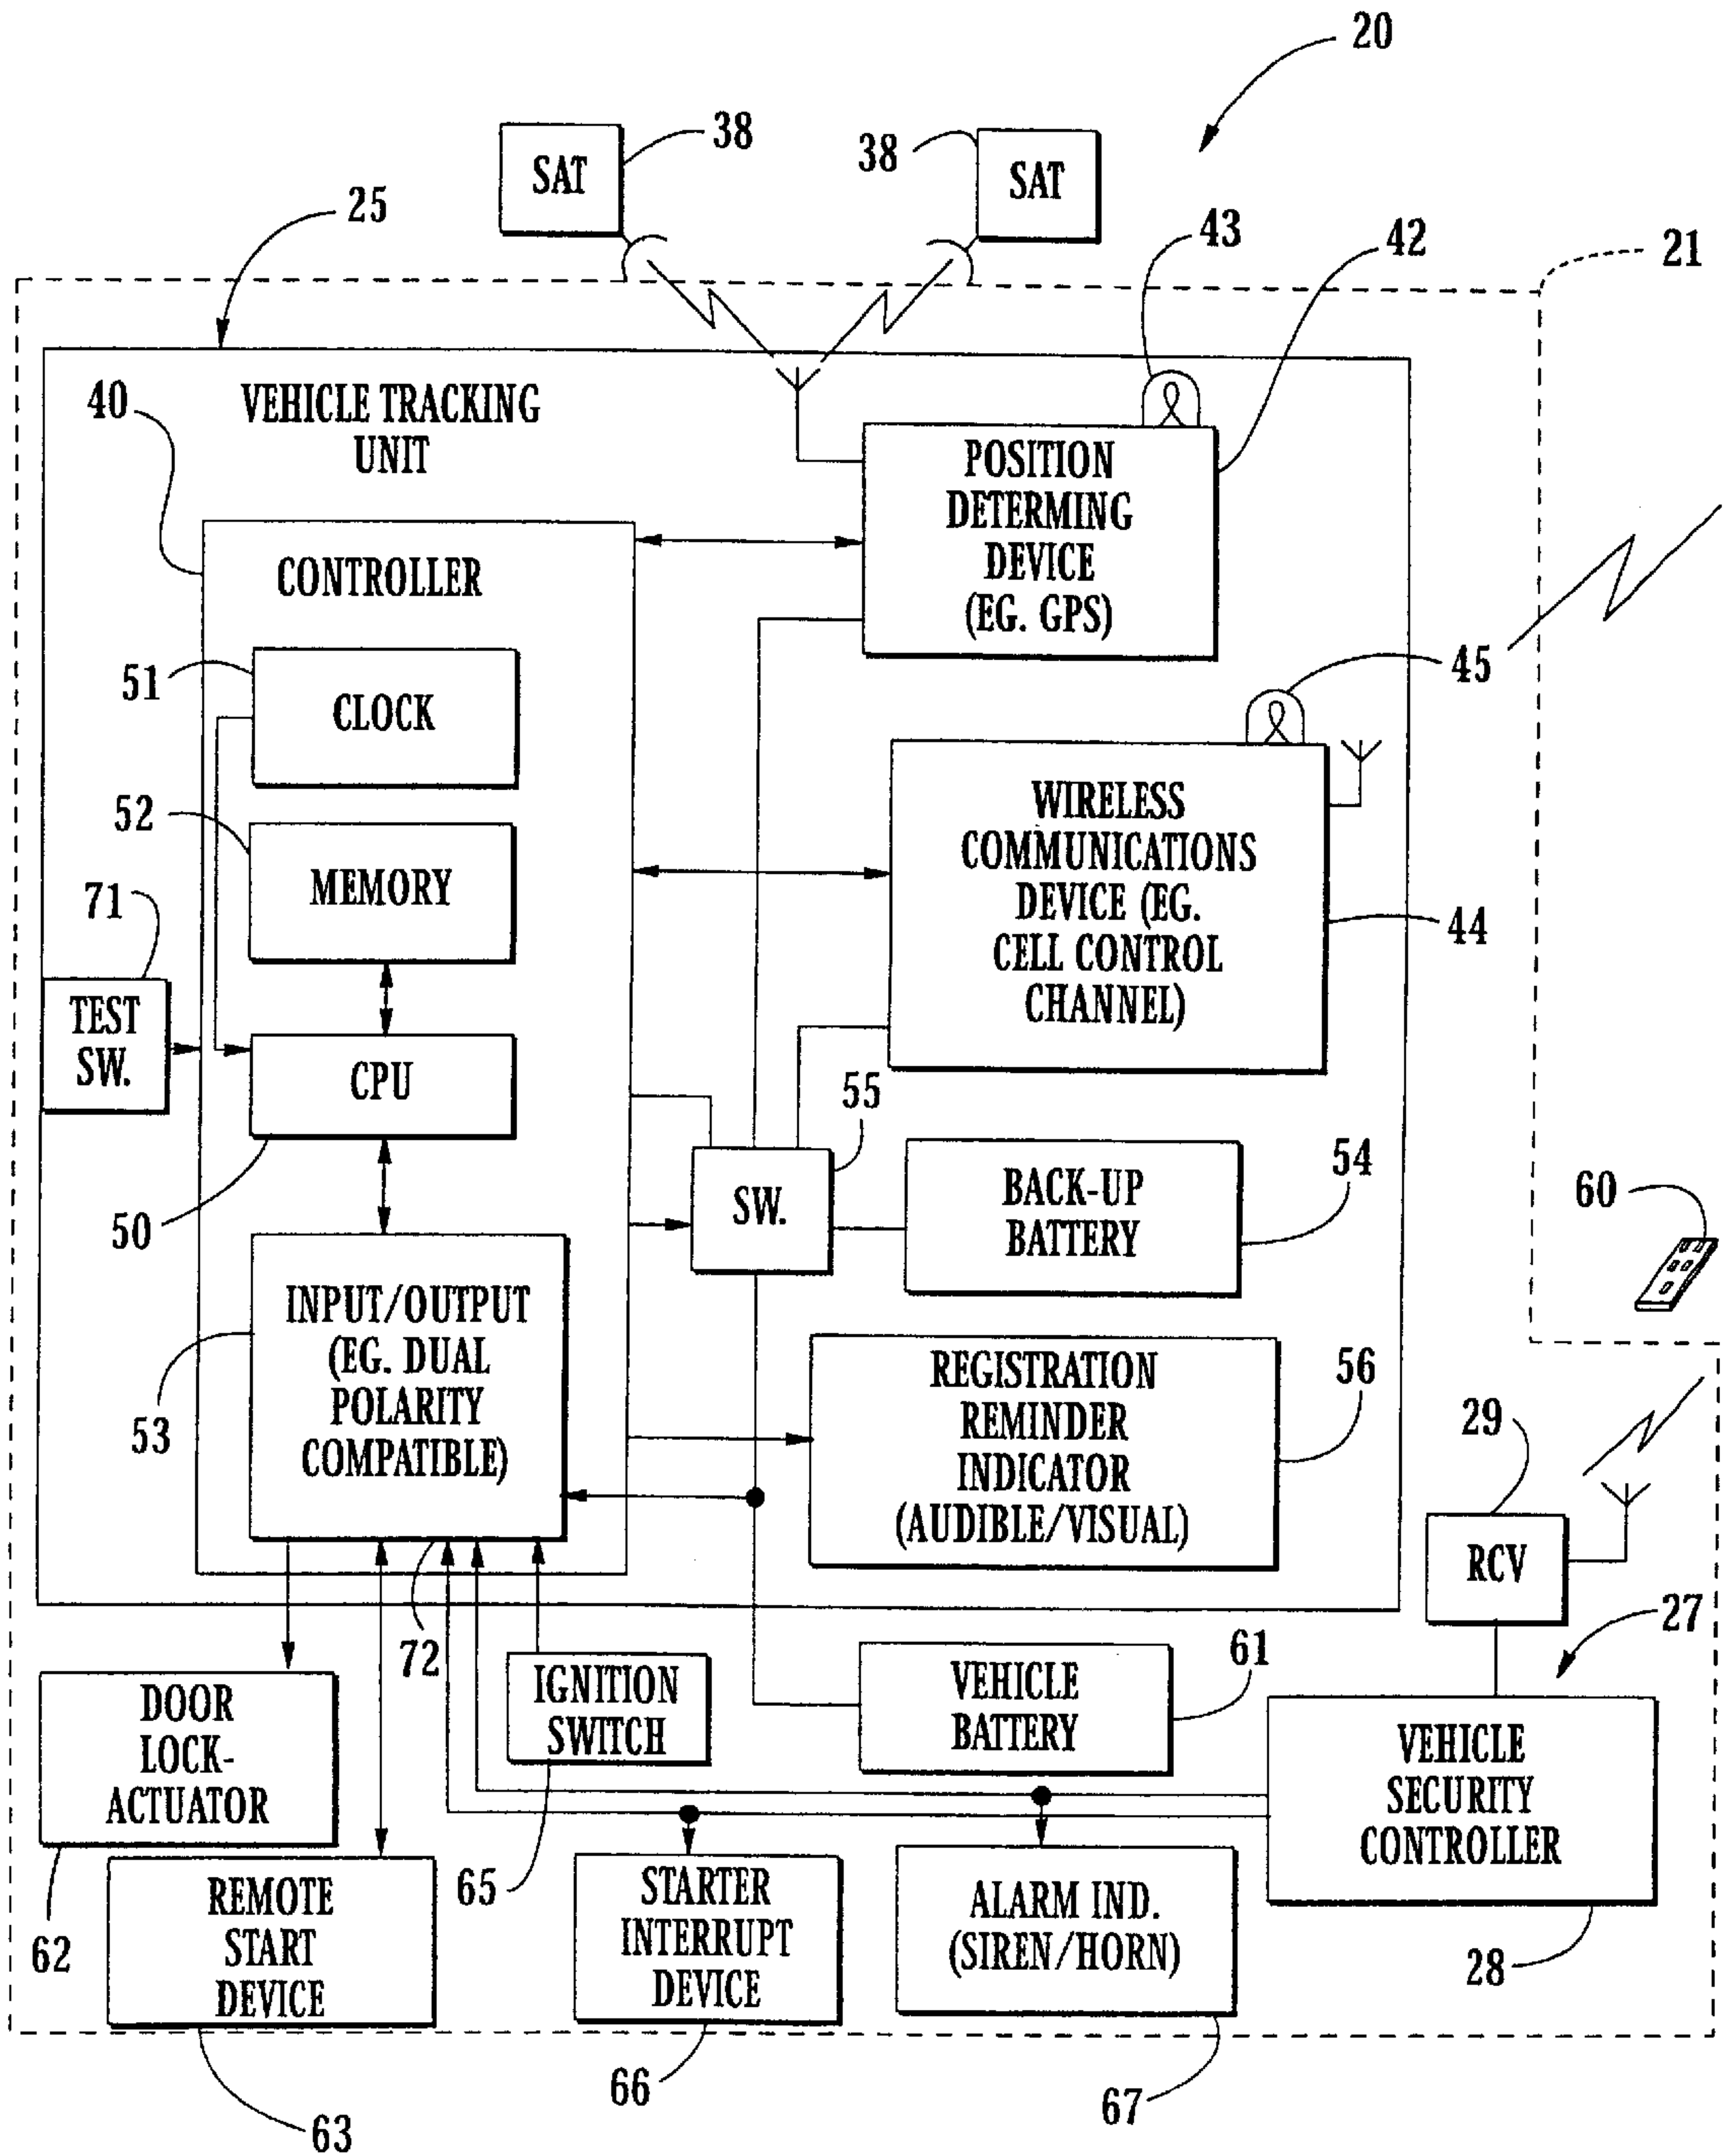 20
SAT
38
38
SAT
25
43
42
21
40
VEHICLE TRACKING
UNIT
POSITION
DETERMING
DEVICE
(EG. GPS)
CONTROLLER
51
CLOCK
45
52
MEMORY
WIRELESS
COMMUNICATIONS
DEVICE (EG.
CELL CONTROL
CHANNEL)
44
71
TEST
SW.
CPU
50
55
SW.
BACK-UP
BATTERY
54
60
INPUT/OUTPUT
(EG. DUAL
POLARITY
COMPATIBLE)
53
REGISTRATION
REMINDER
INDICATOR
(AUDIBLE/VISUAL)
56
29
RCV
27
72
DOOR
LOCK-
ACTUATOR
62
IGNITION
SWITCH
65
VEHICLE
BATTERY
61
VEHICLE
SECURITY
CONTROLLER
28
REMOTE
START
DEVICE
63
STARTER
INTERRUPT
DEVICE
66
ALARM IND.
(SIREN/HORN)
67